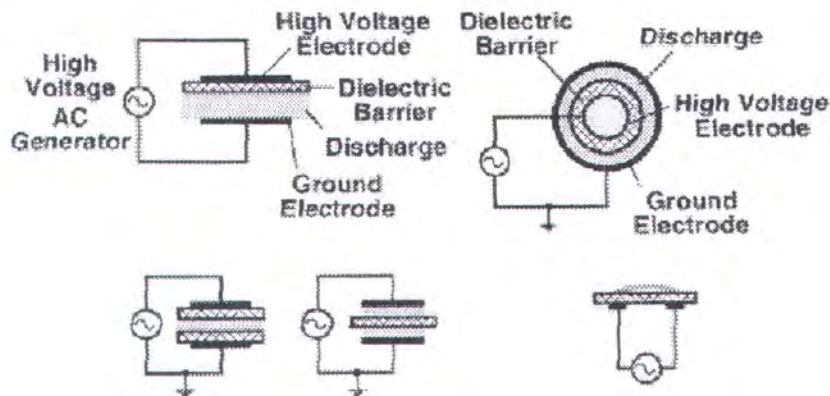 High Voltage
Electrode
High
Voltage
AC
Generator
Dielectric
Barrier
Discharge
Ground
Electrode
Dielectric
Barrier
Discharge
High Voltage
Electrode
Ground
Electrode